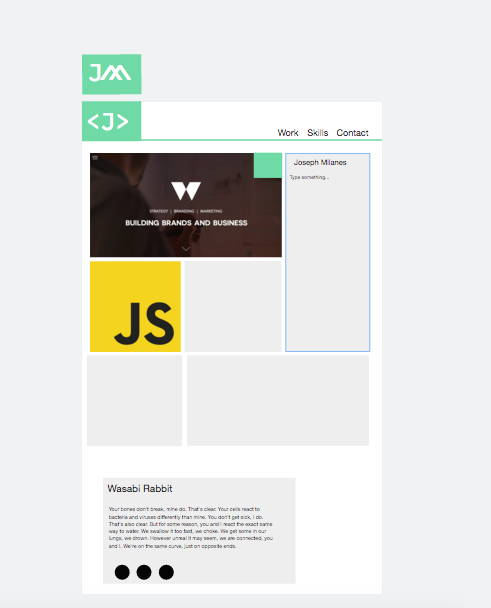 JM
<J>
Work Skills Contact
STRATEGY | BRANDING | MARKETING
BUILDING BRANDS AND BUSINESS
Joseph Milanes
Type something...
JS
Wasabi Rabbit
Your bones don't break, mine do. That's clear. Your cells react to
bacteria and viruses differently than mine. You don't get sick, I do.
That's also clear. But for some reason, you and I react the exact same
way to water. We swallow it too fast, we choke. We get some in our
lungs, we drown. However unreal it may seem, we are connected, you
and I. We're on the same curve, just on opposite ends.